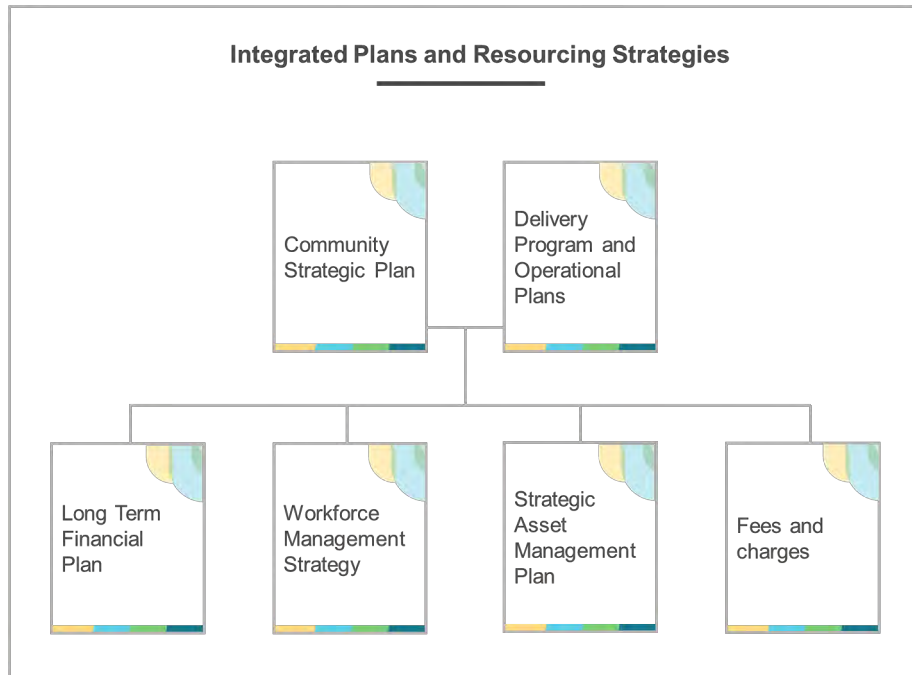 Integrated Plans and Resourcing Strategies
Community
Strategic Plan
Delivery
Program and
Operational
Plans
Long Term
Financial
Plan
Workforce
Management
Strategy
Strategic
Asset
Management
Plan
Fees and
charges